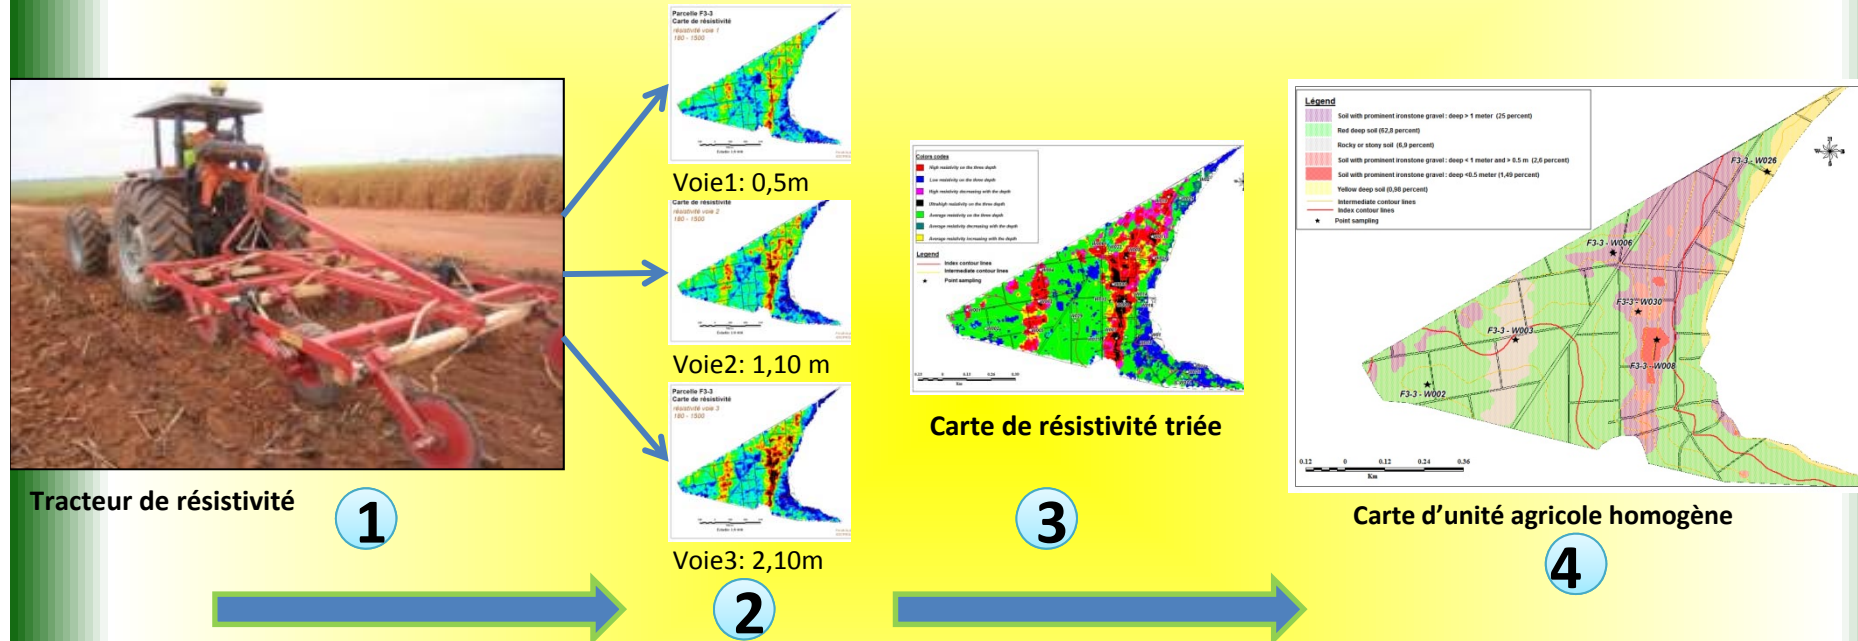 Parcelle F3-3
Carte de résistivité
résistivité voie 1
180 - 1500
Voie1: 0,5m
Carte de résistivité
résistivité voie 2
180 - 1500
Voie2: 1,10 m
Parcelle F3-3
Carte de résistivité
résistivité voie 3
180 - 1500
Voie3: 2,10m
Tracteur de résistivité
1
2
Colors codes
High resistivity on the three depth
Low resistivity on the three depth
High resistivity decreasing with the depth
Ultrahigh resistivity on the three depth
Average resistivity on the three depth
Average resistivity decreasing with the depth
Average resistivity increasing with the depth
Legend
Index contour lines
Intermediate contour lines
Point sampling
Km
Carte de résistivité triée
3
Légend
Soil with prominent ironstone gravel : deep > 1 meter (25 percent)
Red deep soil (62,8 percent)
Rocky or stony soil (6,9 percent)
Soil with prominent ironstone gravel : deep < 1 meter and > 0.5 m (2,6 percent)
Soil with prominent ironstone gravel : deep <0.5 meter (1,49 percent)
Yellow deep soil (0,98 percent)
Intermediate contour lines
Index contour lines
Point sampling
F3-3 - W026
F3-3 - W006
F3-3 - W030
F3-3 - W003
F3-3 - W008
F3-3 - W002
0.12 0 0.12 0.24 0.36
Km
Carte d’unité agricole homogène
4